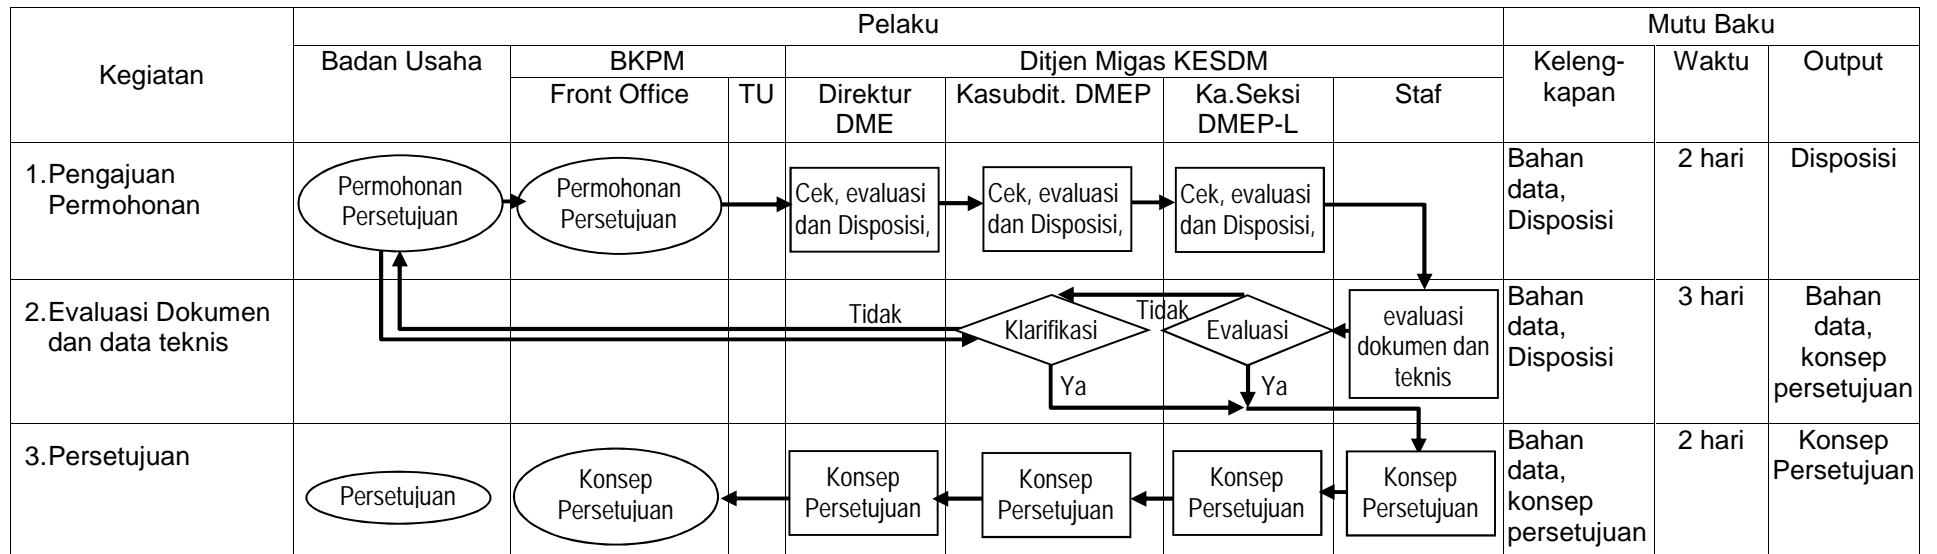 Kegiatan
Pelaku
Mutu Baku
Badan Usaha
BKPM
Ditjen Migas KESDM
Keleng-
kapan
Waktu
Output
Front Office
TU
Direktur
DME
Kasubdit. DMEP
Ka.Seksi
DMEP-L
Staf
1.Pengajuan
Permohonan
Permohonan
Persetujuan
Permohonan
Persetujuan
Cek, evaluasi
dan Disposisi,
Cek, evaluasi
dan Disposisi,
Cek, evaluasi
dan Disposisi,
Bahan
data,
Disposisi
2 hari
Disposisi
2.Evaluasi Dokumen
dan data teknis
Tidak
Klarifikasi
Ya
Tidak
Evaluasi
Ya
evaluasi
dokumen dan
teknis
Bahan
data,
Disposisi
3 hari
Bahan
data,
konsep
persetujuan
3.Persetujuan
Persetujuan
Konsep
Persetujuan
Konsep
Persetujuan
Konsep
Persetujuan
Konsep
Persetujuan
Konsep
Persetujuan
Bahan
data,
konsep
persetujuan
2 hari
Konsep
Persetujuan